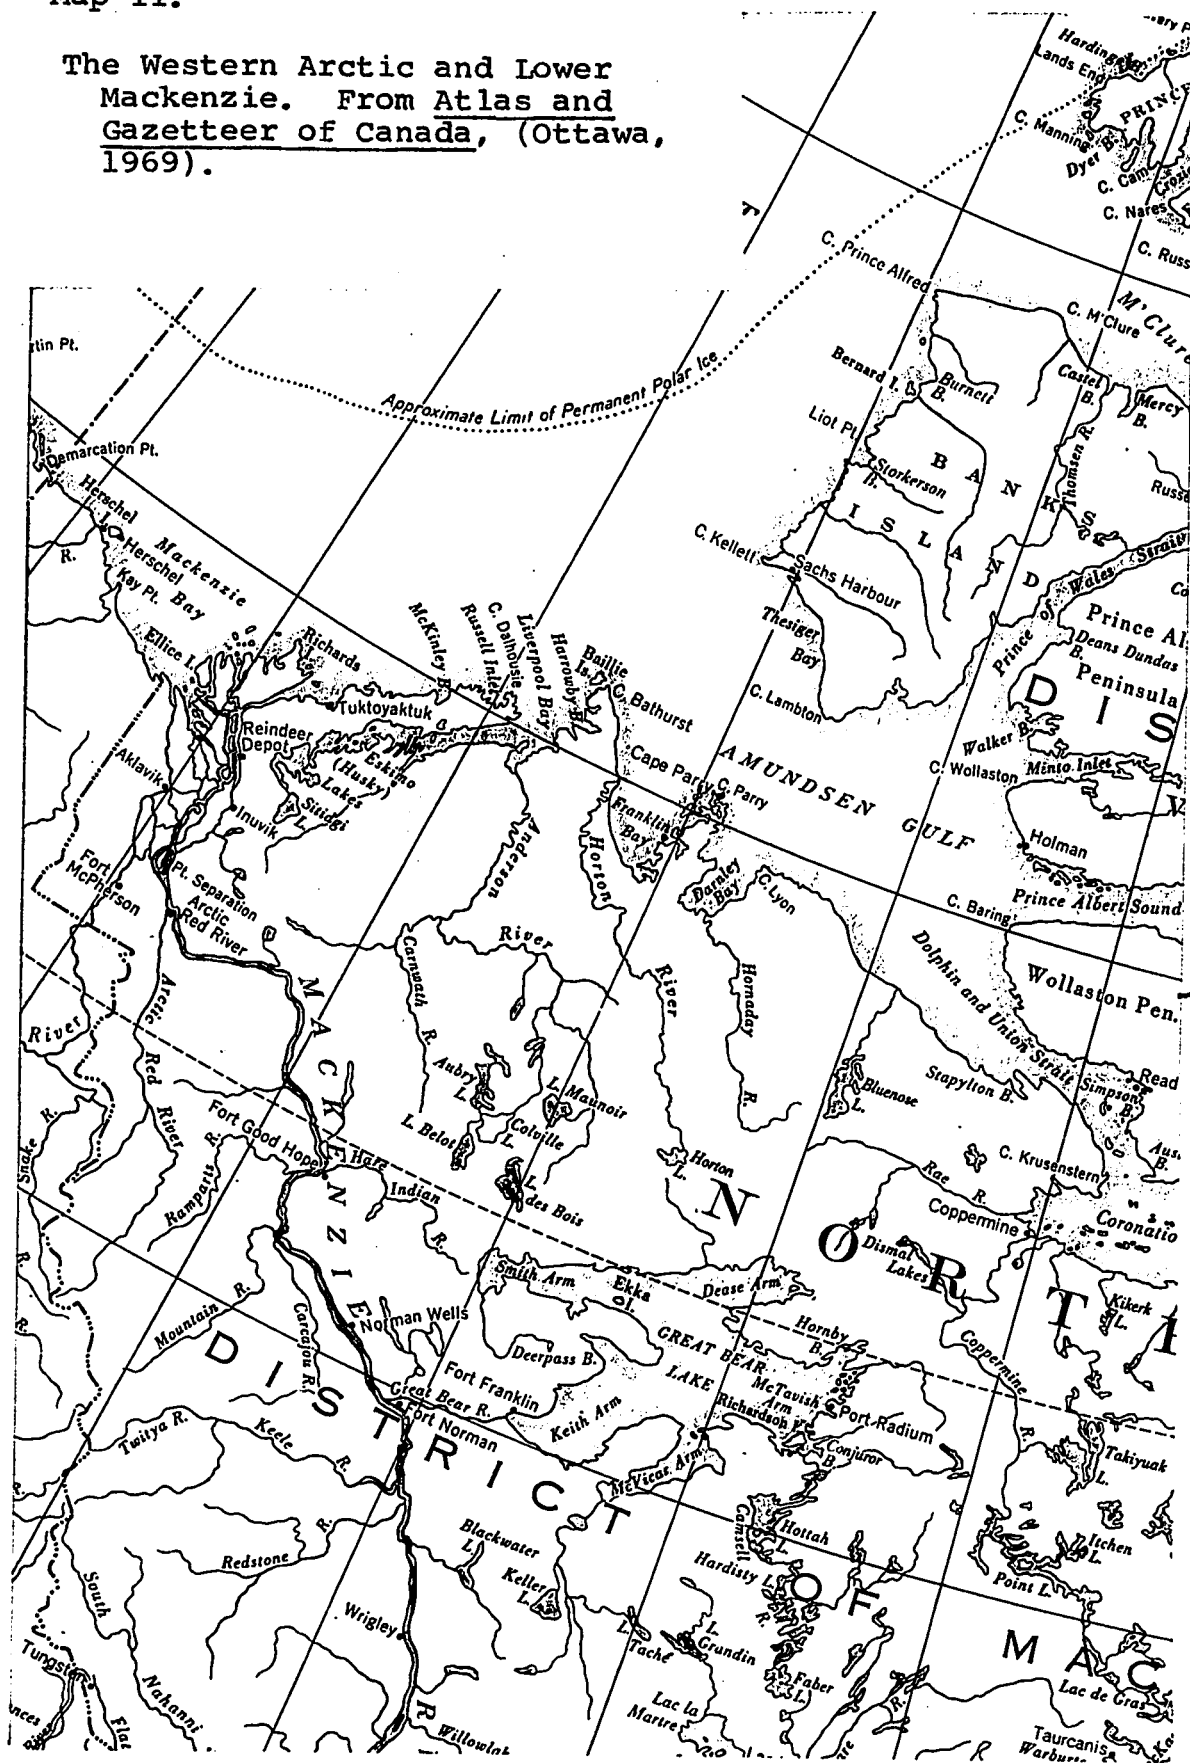 Map II.
The Western Arctic and Lower
Mackenzie. From Atlas and
Gazetteer of Canada, (Ottawa,
1969).
Lands End
C. Manning
Dyer B.
C. Nares
C. Prince Alfred
C. M'Clure
M'Clure
Approximate Limit of Permanent Polar Ice
Bernard I.
Burnett
B.
Castel
B.
Mercy
B.
Liot Pt.
Storkerson
B.
Thomsen R.
BANKS
ISLAND
Demarcation Pt.
Herschel
I.
Herschel
Mackenzie
Bay
Kay Pt.
R.
C. Kellett
Sachs Harbour
Thesiger
Bay
C. Lambton
Prince of Wales Strait
Deans Dundas
B.
Peninsula
Ellice I.
Richards
McKinley B.
Russell Inlet
C. Dalhousie
Liverpool Bay
Harrowby B.
Baillie
Is.
C. Bathurst
Tuktoyaktuk
Reindeer
Depot
Eskimo
(Husky)
Lakes
Sitidgi
L.
Aklavik
Inuvik
Cape Parry
C. Parry
AMUNDSEN
GULF
Walker B.
Minto Inlet
C. Wollaston
Holman
Prince Albert Sound
C. Baring
Franklin
Bay
Darnley
Bay
C. Lyon
Fort
McPherson
Pt. Separation
Arctic
Red River
Anderson
River
Horton
River
Hornaday
R.
Carnwath
R.
Dolphin and Union Strait
Wollaston Pen.
Read
Simpson
B.
Stapylton B.
Bluenose
L.
C. Krusenstern
River
Arctic
Red
River
MACKENZIE
Aubry
L.
L. Maunoir
Colville
L.
L. Belot
L.
des Bois
Horton
L.
Snake
R.
Ramparts
R.
Fort Good Hope
Hare
Indian
R.
Rae
R.
Coppermine
Coronatio
Dismal
Lakes
Kikerk
L.
Smith Arm
Ekka
I.
Dease Arm
Mountain R.
Carcajou R.
Norman Wells
Deerpass B.
GREAT BEAR
LAKE
Hornby
B.
McTavish
Arm
Richardson
Port Radium
Conjuror
B.
Coppermine
R.
Takiyuak
L.
Great Bear R.
Fort Franklin
Keith Arm
Fort Norman
McVicar Arm
DISTRICT
Twitya R.
Keele
R.
Redstone
R.
Blackwater
L.
Keller
L.
Wrigley
Camsell
R.
Hottah
L.
Hardisty L.
Itchen
L.
Point L.
OF
MAC
L.
Taché
L.
Grundin
Faber
L.
Lac la
Martre
Lac de Gras
Taurcanis
Tungsten
South
Nahanni
Flat
R
R.
R.